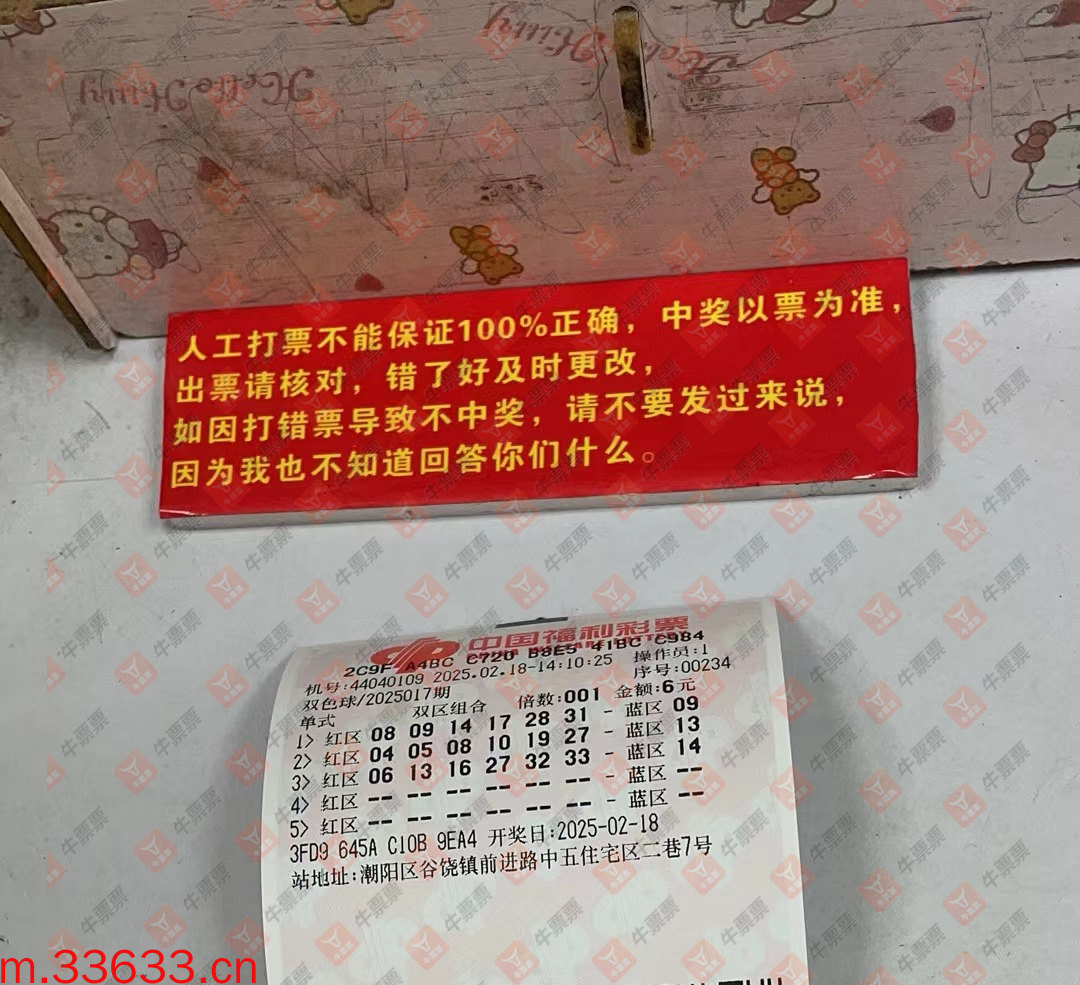 Hello Kitty
人工打票不能保证100%正确，中奖以票为准，
出票请核对，错了好及时更改，
如因打错票导致不中奖，请不要发过来说，
因为我也不知道回答你们什么。
中国福利彩票
2C9F A4BC C720 B8E5 41BC C984
机号:44040109 2025.02.18-14:10:25 操作员:1
双色球/2025017期 序号:00234
单式 双区组合 倍数:001 金额:6元
1> 红区 08 09 14 17 28 31 - 蓝区 09
2> 红区 04 05 08 10 19 27 - 蓝区 13
3> 红区 06 13 16 27 32 33 - 蓝区 14
4> 红区 -- -- -- -- -- -- - 蓝区 --
5> 红区 -- -- -- -- -- -- - 蓝区 --
3FD9 645A C10B 9EA4 开奖日:2025-02-18
站地址:潮阳区谷饶镇前进路中五住宅区二巷7号
牛票票
m.33633.cn